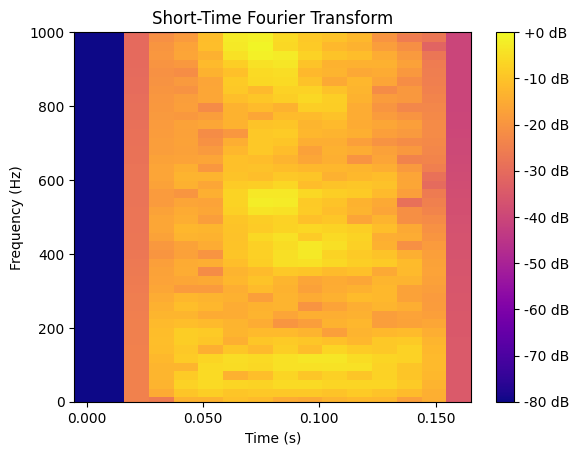 Short-Time Fourier Transform
1000
800
600
400
200
0
Frequency (Hz)
0.000
0.050
0.100
0.150
Time (s)
+0 dB
-10 dB
-20 dB
-30 dB
-40 dB
-50 dB
-60 dB
-70 dB
-80 dB